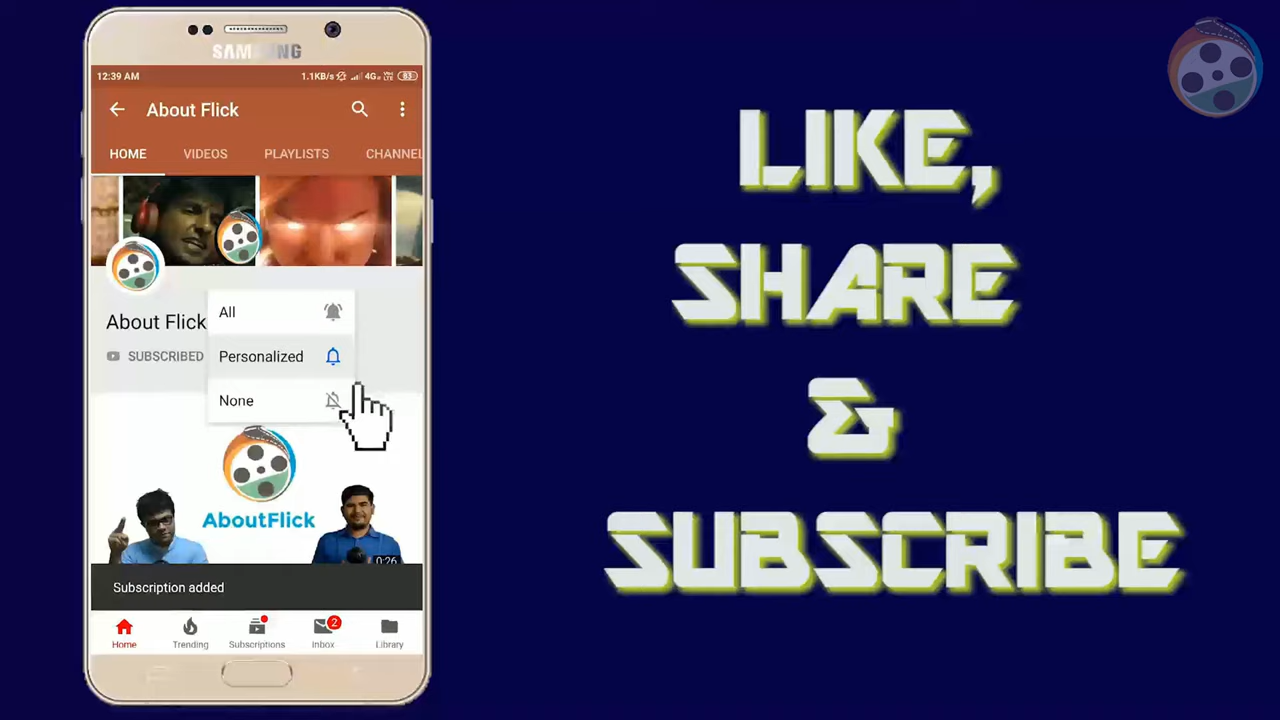 SAMSUNG
12:39 AM 1.1KB/s 4G VoLTE 83
About Flick
HOME VIDEOS PLAYLISTS CHANNEL
About Flick
SUBSCRIBED
All
Personalized
None
AboutFlick
0:26
Subscription added
2
Home Trending Subscriptions Inbox Library
LIKE,
SHARE
&
SUBSCRIBE